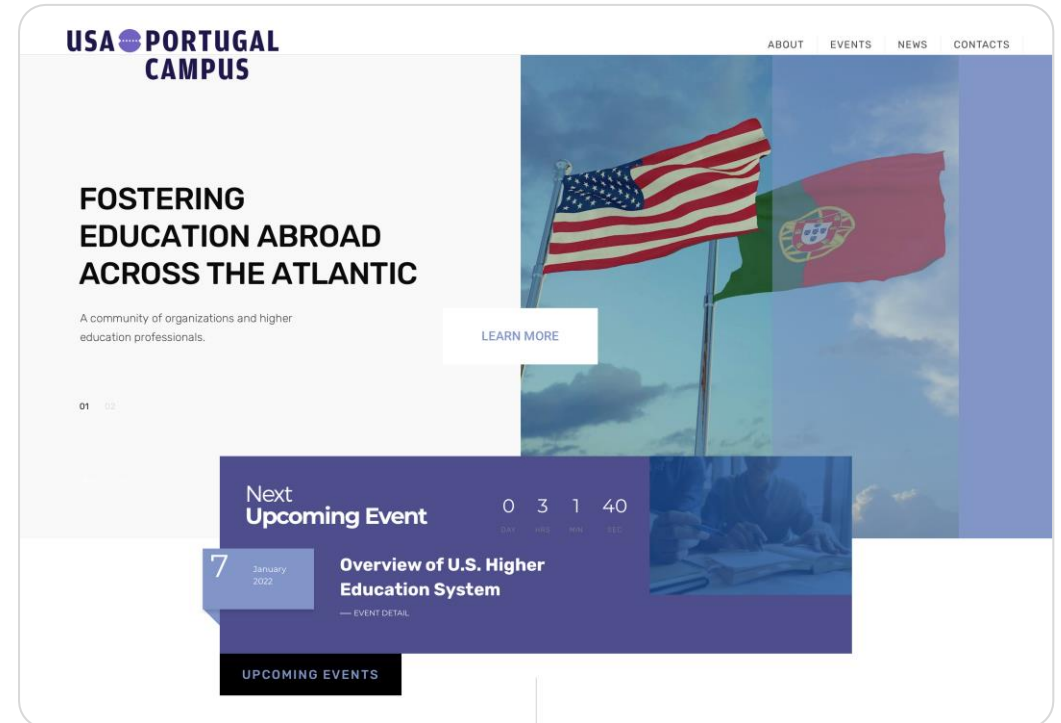 USA PORTUGAL
CAMPUS
ABOUT EVENTS NEWS CONTACTS
FOSTERING
EDUCATION ABROAD
ACROSS THE ATLANTIC
A community of organizations and higher
education professionals.
LEARN MORE
01 02
Next
Upcoming Event
0 3 1 40
DAY HRS MIN SEC
7 January
2022
Overview of U.S. Higher
Education System
— EVENT DETAIL
UPCOMING EVENTS